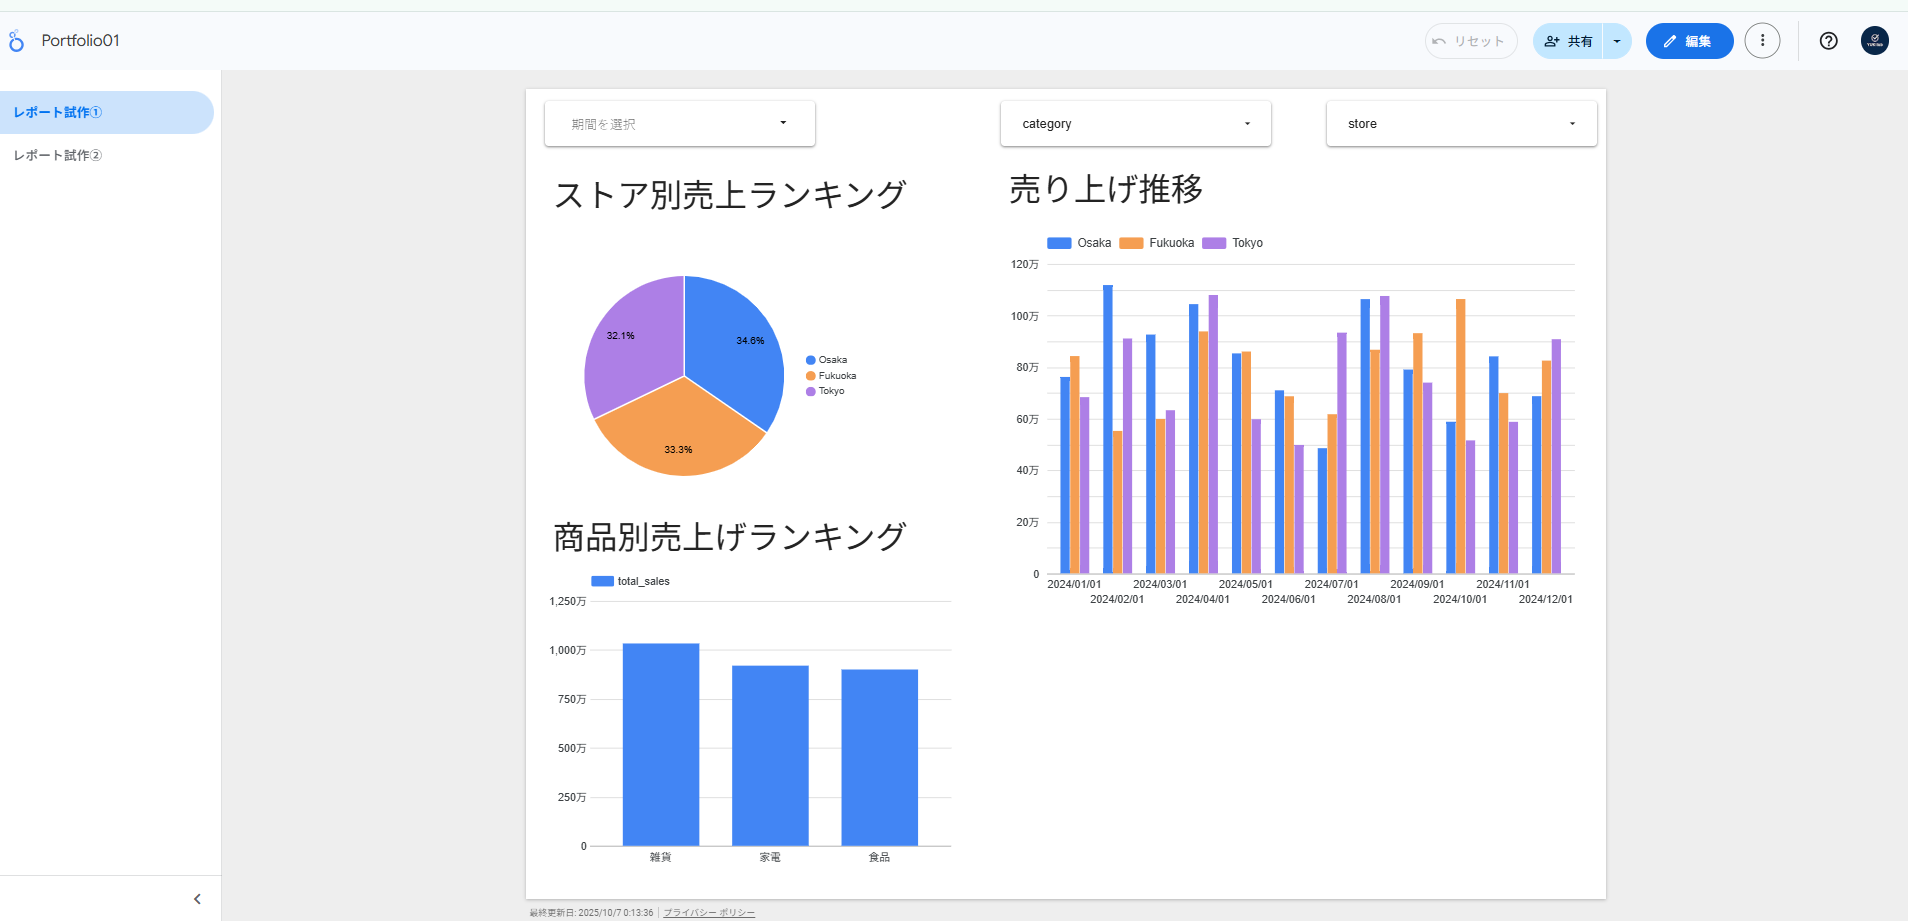 Portfolio01
リセット
共有
編集
レポート試作①
レポート試作②
期間を選択
category
store
ストア別売上ランキング
32.1%
34.6%
33.3%
Osaka
Fukuoka
Tokyo
売り上げ推移
Osaka Fukuoka Tokyo
120万
100万
80万
60万
40万
20万
0
2024/01/01 2024/03/01 2024/05/01 2024/07/01 2024/09/01 2024/11/01
2024/02/01 2024/04/01 2024/06/01 2024/08/01 2024/10/01 2024/12/01
商品別売上げランキング
total_sales
1,250万
1,000万
750万
500万
250万
0
雑貨 家電 食品
最終更新日: 2025/10/7 0:13:36 プライバシー ポリシー